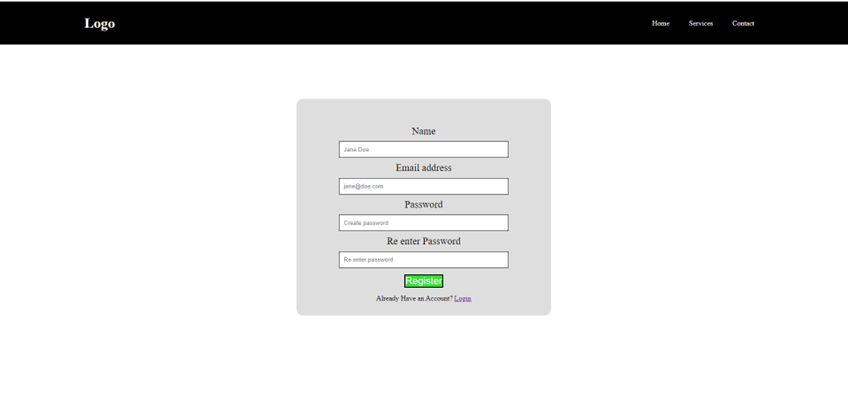 Logo
Home Services Contact
Name
Jane Doe
Email address
jane@doe.com
Password
Create password
Re enter Password
Re enter password
Register
Already Have an Account? Login